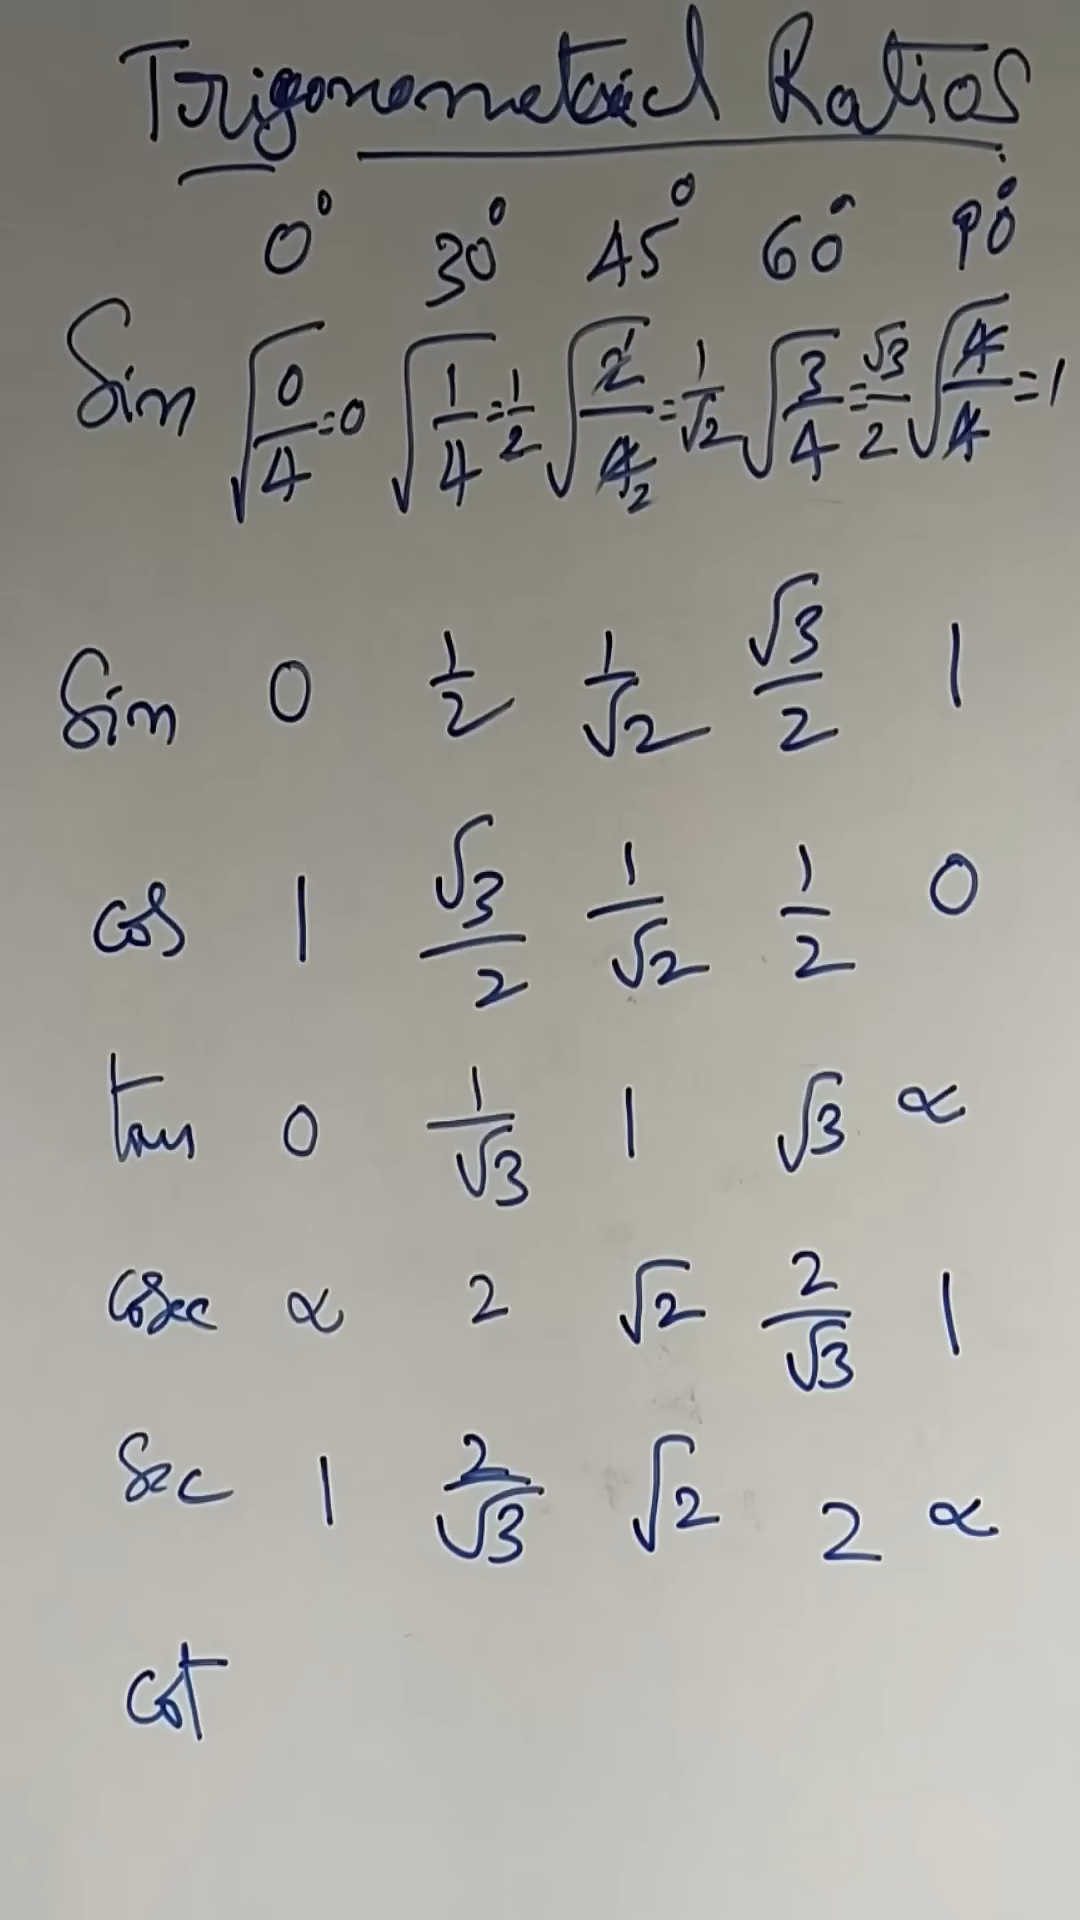 Trigonometrical Ratios
0° 30° 45° 60° 90°
Sin √(0/4)=0 √(1/4)=1/2 √(2/4)=1/√2 √(3/4)=√3/2 √(4/4)=1
Sin 0 1/2 1/√2 √3/2 1
cos 1 √3/2 1/√2 1/2 0
tan 0 1/√3 1 √3 ∝
Cosec ∝ 2 √2 2/√3 1
Sec 1 2/√3 √2 2 ∝
Cot